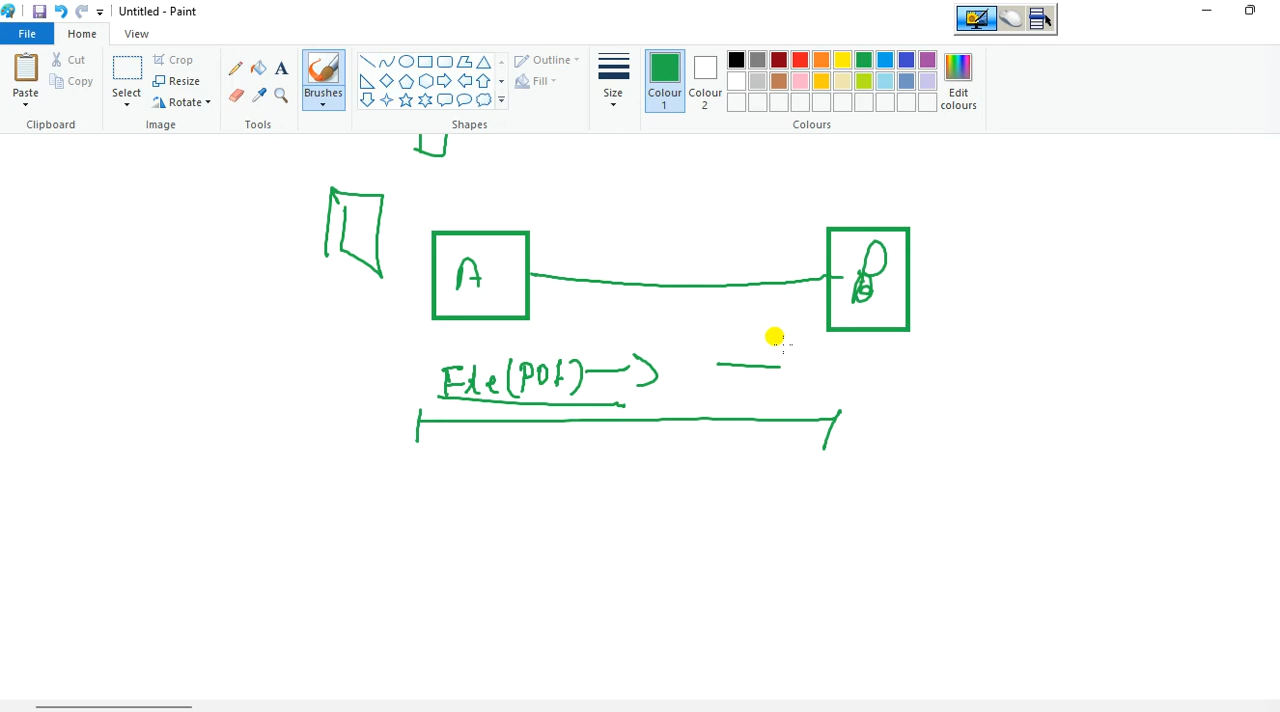 Untitled - Paint
File Home View
Paste
Cut
Copy
Clipboard
Select
Crop
Resize
Rotate
Image
Tools
Brushes
Shapes
Outline
Fill
Size
Colour 1
Colour 2
Edit colours
Colours
A
B
File(PDF)